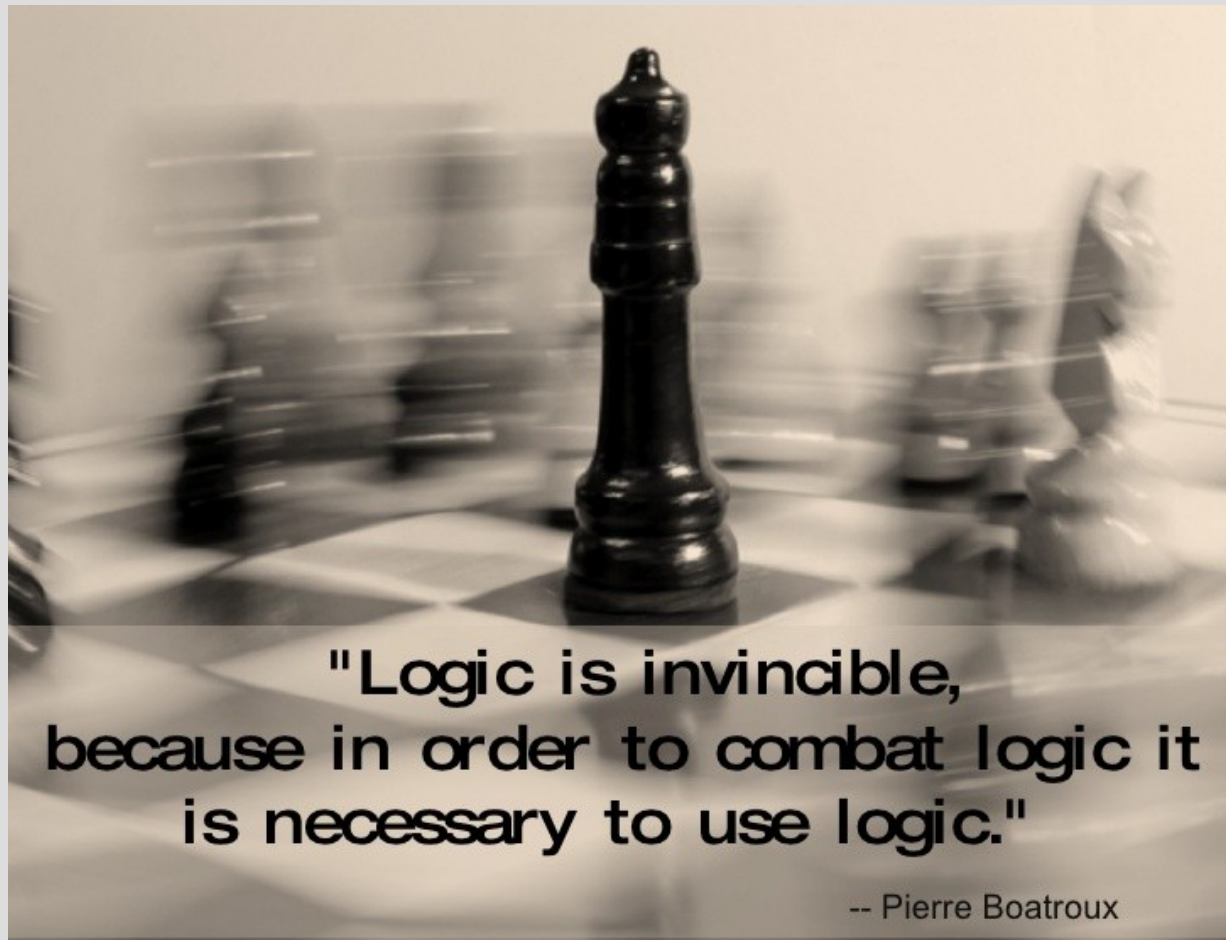 "Logic is invincible,
because in order to combat logic it
is necessary to use logic."
-- Pierre Boatroux